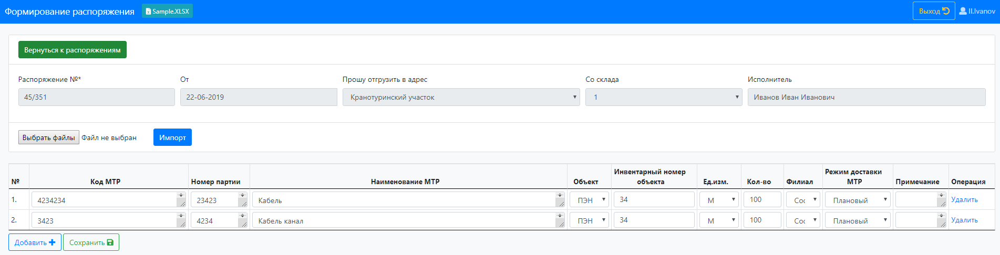 Формирование распоряжения Sample.XLSX Выход II.Ivanov
Вернуться к распоряжениям
Распоряжение №* От Прошу отгрузить в адрес Со склада Исполнитель
45/351 22-06-2019 Кранотуринский участок 1 Иванов Иван Иванович
Выбрать файлы Файл не выбран Импорт
№ Код МТР Номер партии Наименование МТР Объект Инвентарный номер объекта Ед.изм. Кол-во Филиал Режим доставки МТР Примечание Операция
1. 4234234 23423 Кабель ПЭН 34 М 100 Сос Плановый Удалить
2. 3423 4234 Кабель канал ПЭН 34 М 100 Сос Плановый Удалить
Добавить Сохранить